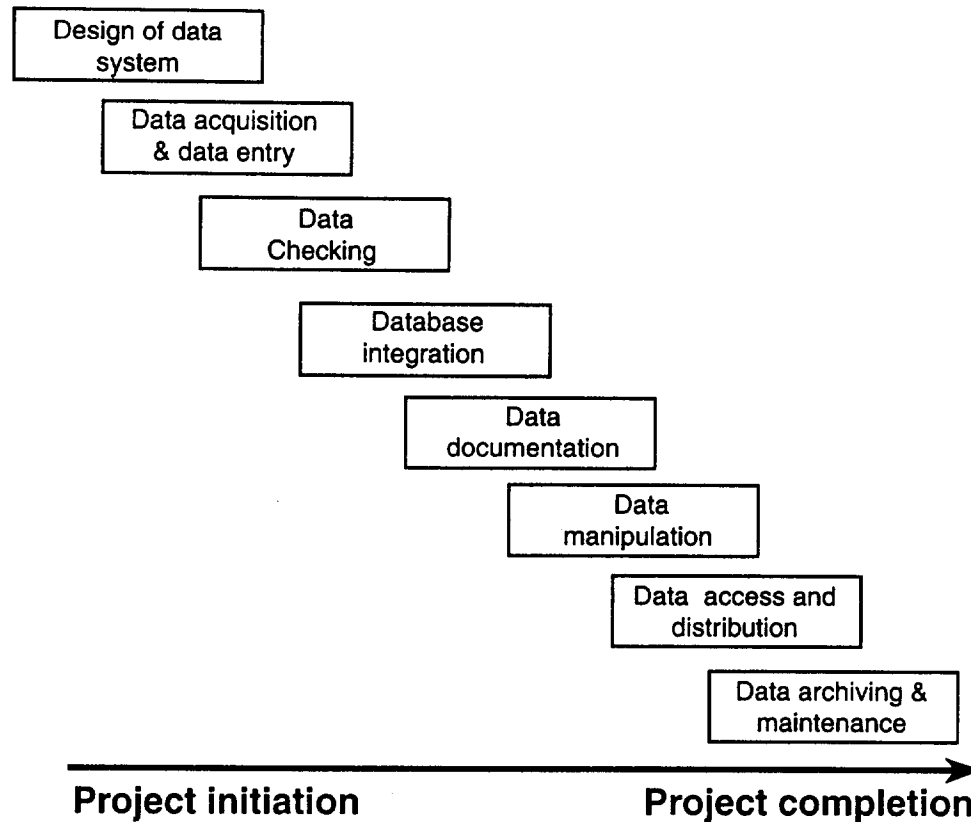 Design of data
system
Data acquisition
& data entry
Data
Checking
Database
integration
Data
documentation
Data
manipulation
Data access and
distribution
Data archiving &
maintenance
Project initiation
Project completion